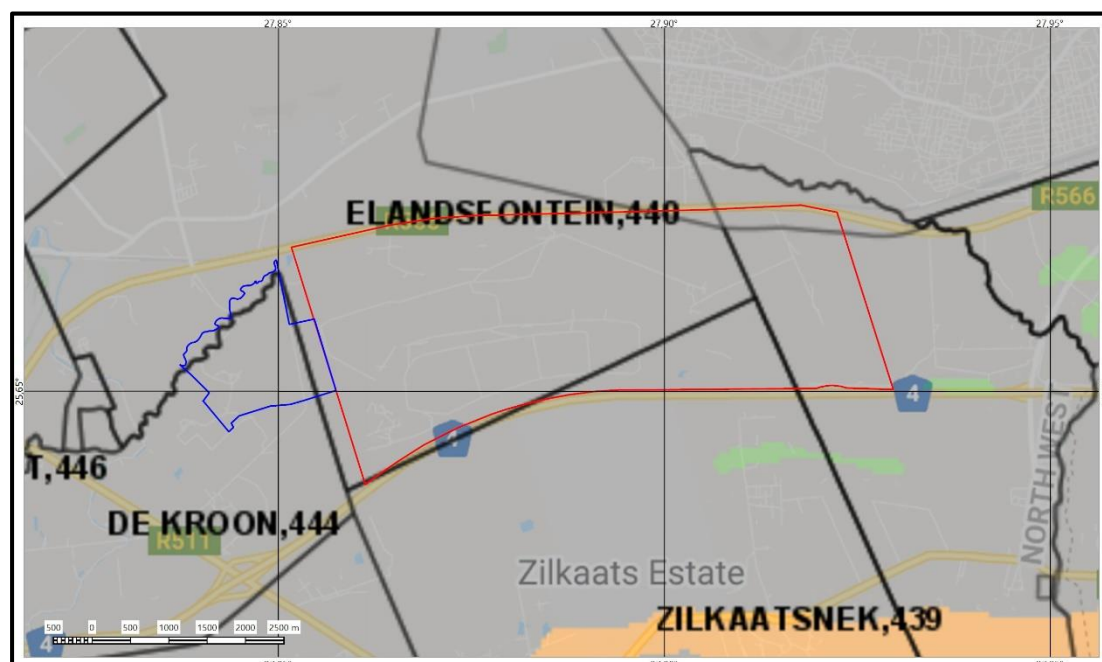 27.85°
27.90°
27.95°
R566
ELANDSFONTEIN,440
25.65°
4
4
T,446
DE KROON,444
R511
NORTH WEST
Zilkaats Estate
ZILKAATSNEK,439
500 0 500 1000 1500 2000 2500 m
4